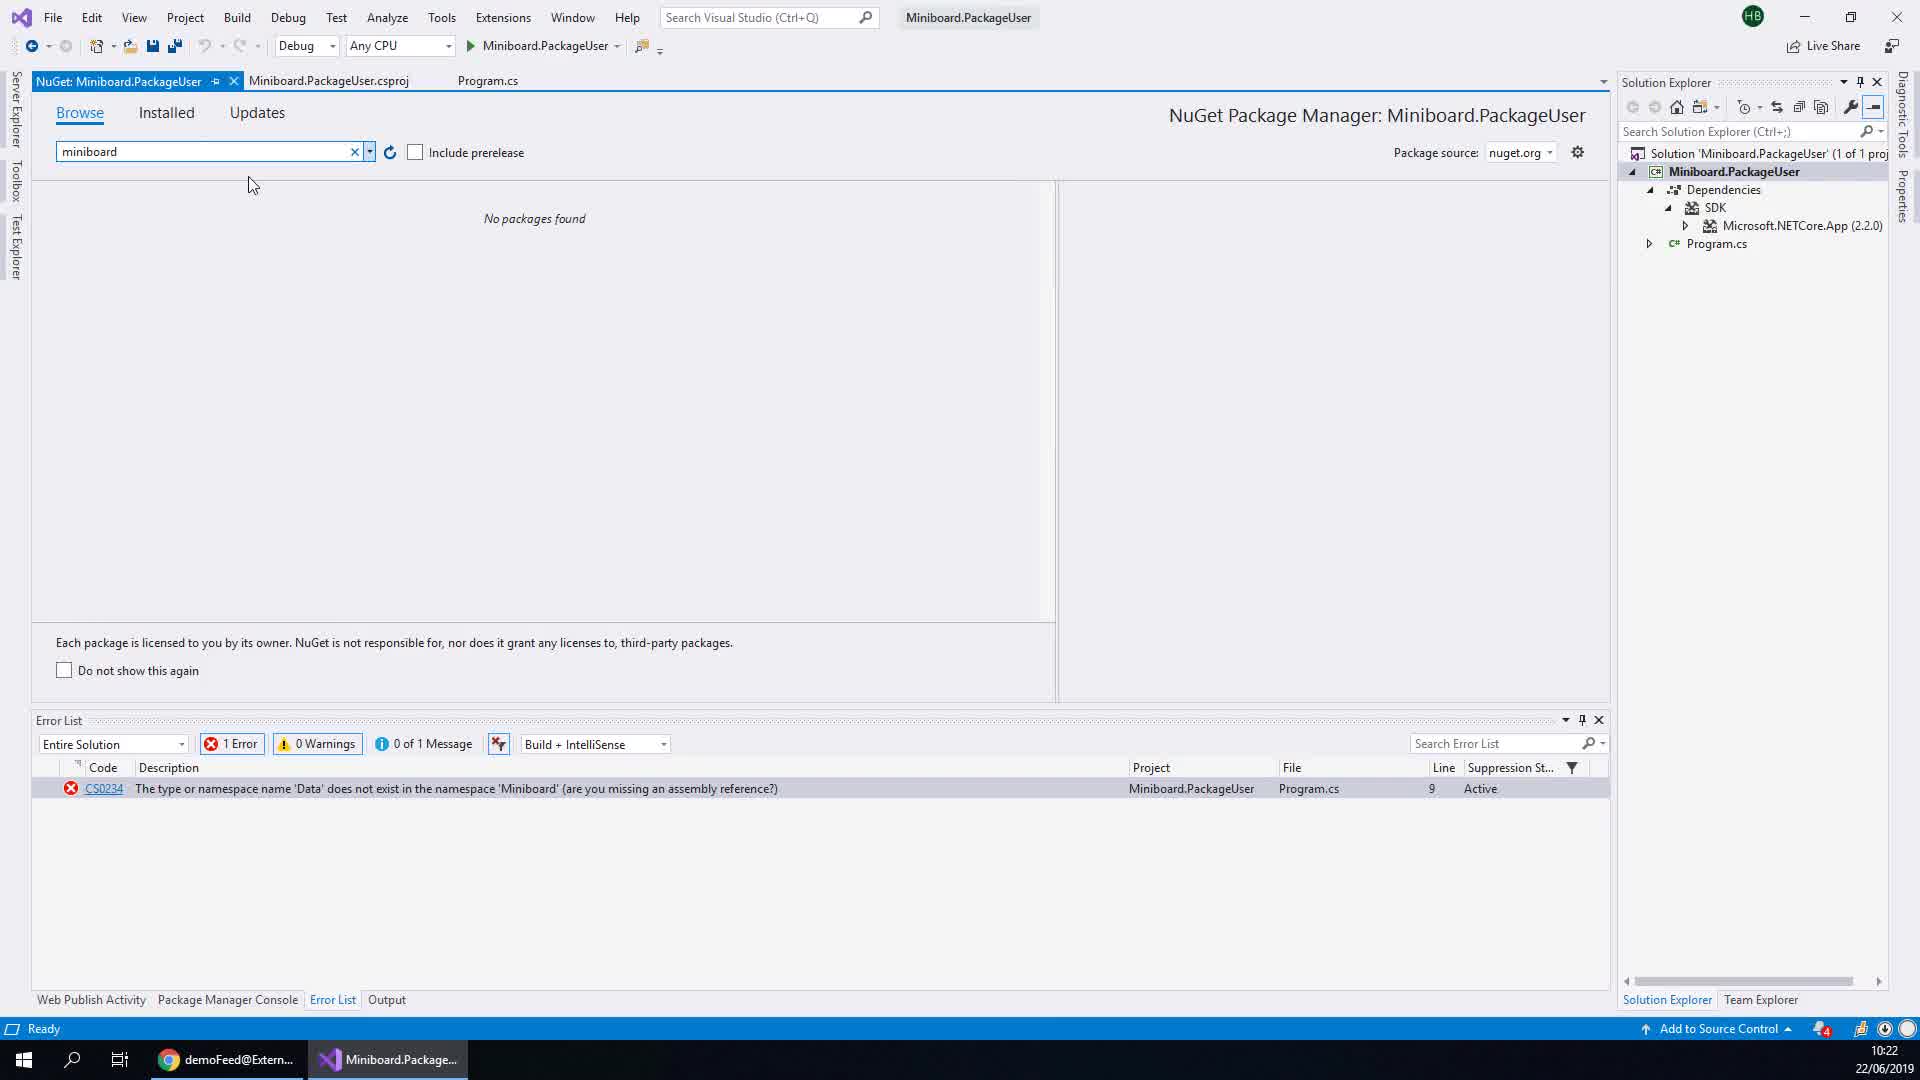 File Edit View Project Build Debug Test Analyze Tools Extensions Window Help Search Visual Studio (Ctrl+Q) Miniboard.PackageUser HB
Debug Any CPU Miniboard.PackageUser Live Share
NuGet: Miniboard.PackageUser Miniboard.PackageUser.csproj Program.cs
Server Explorer
Toolbox
Test Explorer
Browse Installed Updates
NuGet Package Manager: Miniboard.PackageUser
miniboard Include prerelease
Package source: nuget.org
No packages found
Each package is licensed to you by its owner. NuGet is not responsible for, nor does it grant any licenses to, third-party packages.
Do not show this again
Solution Explorer
Search Solution Explorer (Ctrl+;)
Solution 'Miniboard.PackageUser' (1 of 1 proj
C# Miniboard.PackageUser
Dependencies
SDK
Microsoft.NETCore.App (2.2.0)
C# Program.cs
Diagnostic Tools
Properties
Error List
Entire Solution 1 Error 0 Warnings 0 of 1 Message Build + IntelliSense Search Error List
Code Description Project File Line Suppression St...
CS0234 The type or namespace name 'Data' does not exist in the namespace 'Miniboard' (are you missing an assembly reference?) Miniboard.PackageUser Program.cs 9 Active
Web Publish Activity Package Manager Console Error List Output
Solution Explorer Team Explorer
Ready Add to Source Control 4
demoFeed@Extern... Miniboard.Package...
10:22
22/06/2019